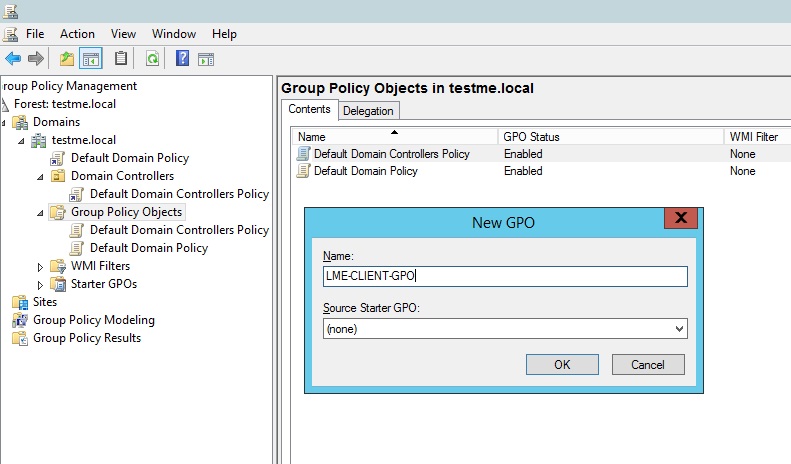 File Action View Window Help
roup Policy Management
Forest: testme.local
Domains
testme.local
Default Domain Policy
Domain Controllers
Default Domain Controllers Policy
Group Policy Objects
Default Domain Controllers Policy
Default Domain Policy
WMI Filters
Starter GPOs
Sites
Group Policy Modeling
Group Policy Results
Group Policy Objects in testme.local
Contents Delegation
Name GPO Status WMI Filter
Default Domain Controllers Policy Enabled None
Default Domain Policy Enabled None
New GPO
X
Name:
LME-CLIENT-GPO
Source Starter GPO:
(none)
OK Cancel